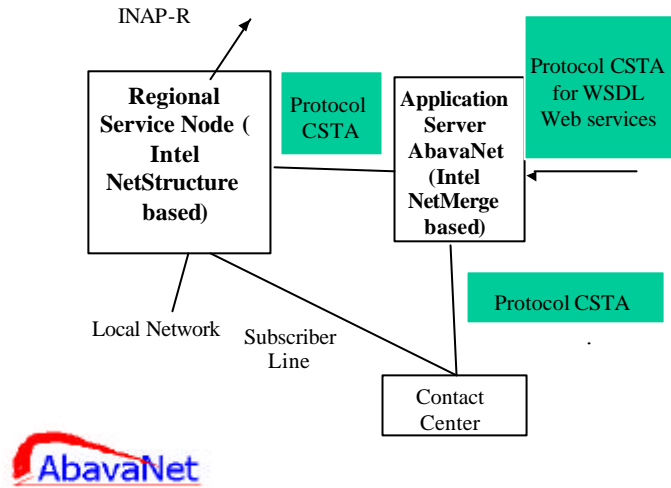 INAP-R
Regional
Service Node (
Intel
NetStructure
based)
Protocol
CSTA
Application
Server
AbavaNet
(Intel
NetMerge
based)
Protocol CSTA
for WSDL
Web services
Protocol CSTA
.
Local Network
Subscriber
Line
Contact
Center
AbavaNet